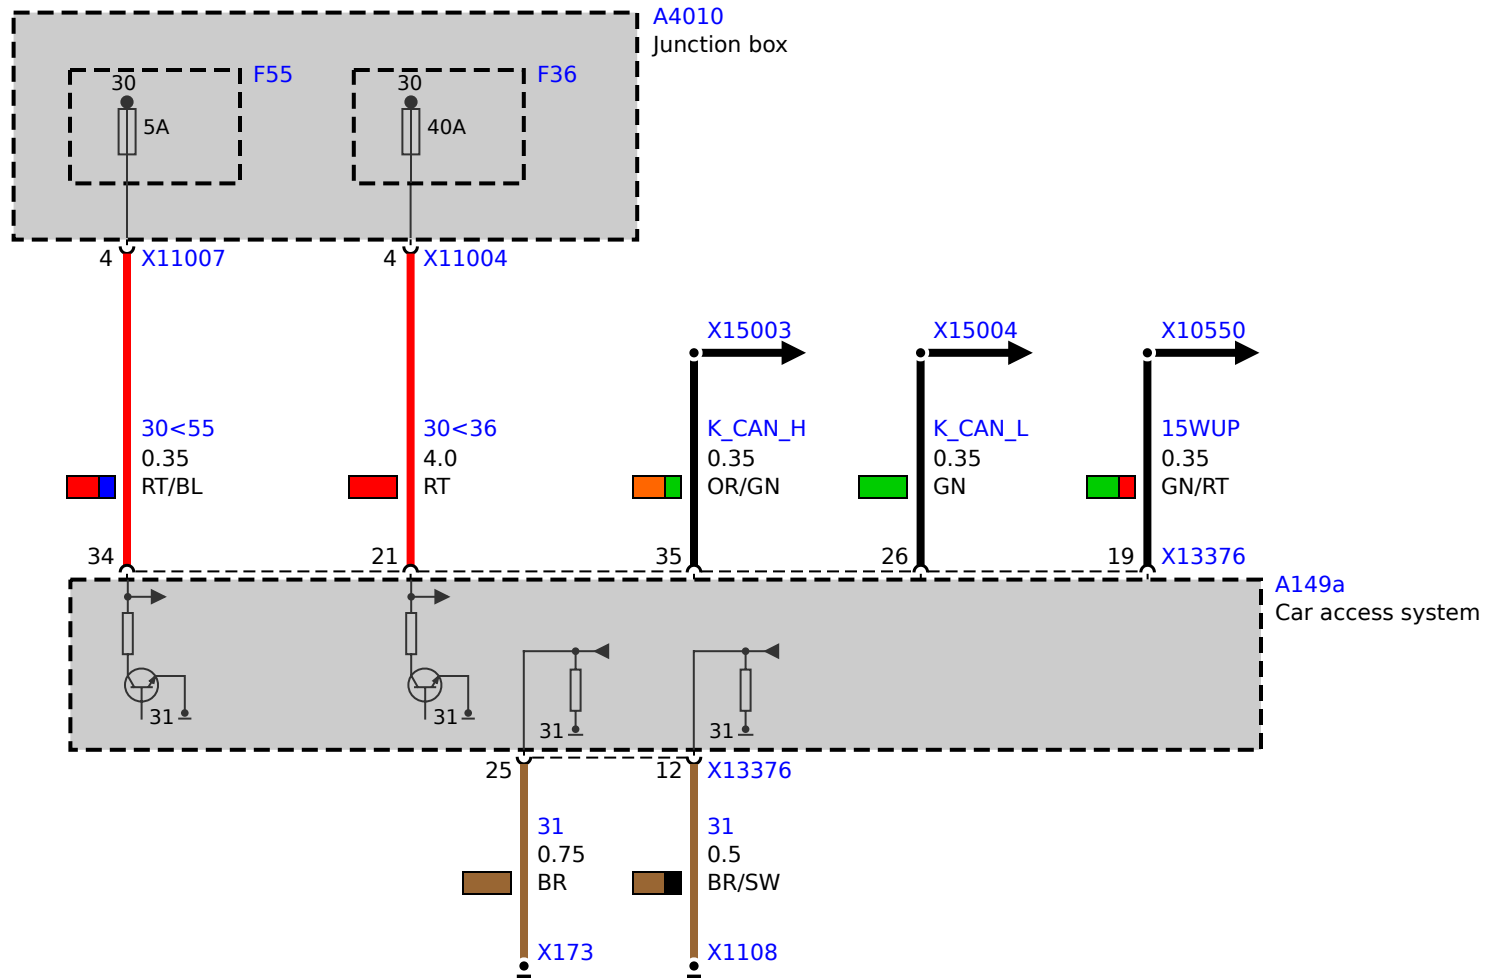 A4010
Junction box
F55
F36
30
30
5A
40A
4
X11007
4
X11004
X15003
X15004
X10550
30<55
0.35
RT/BL
30<36
4.0
RT
K_CAN_H
0.35
OR/GN
K_CAN_L
0.35
GN
15WUP
0.35
GN/RT
34
21
35
26
19
X13376
A149a
Car access system
31
31
31
31
25
12
X13376
31
0.75
BR
31
0.5
BR/SW
X173
X1108